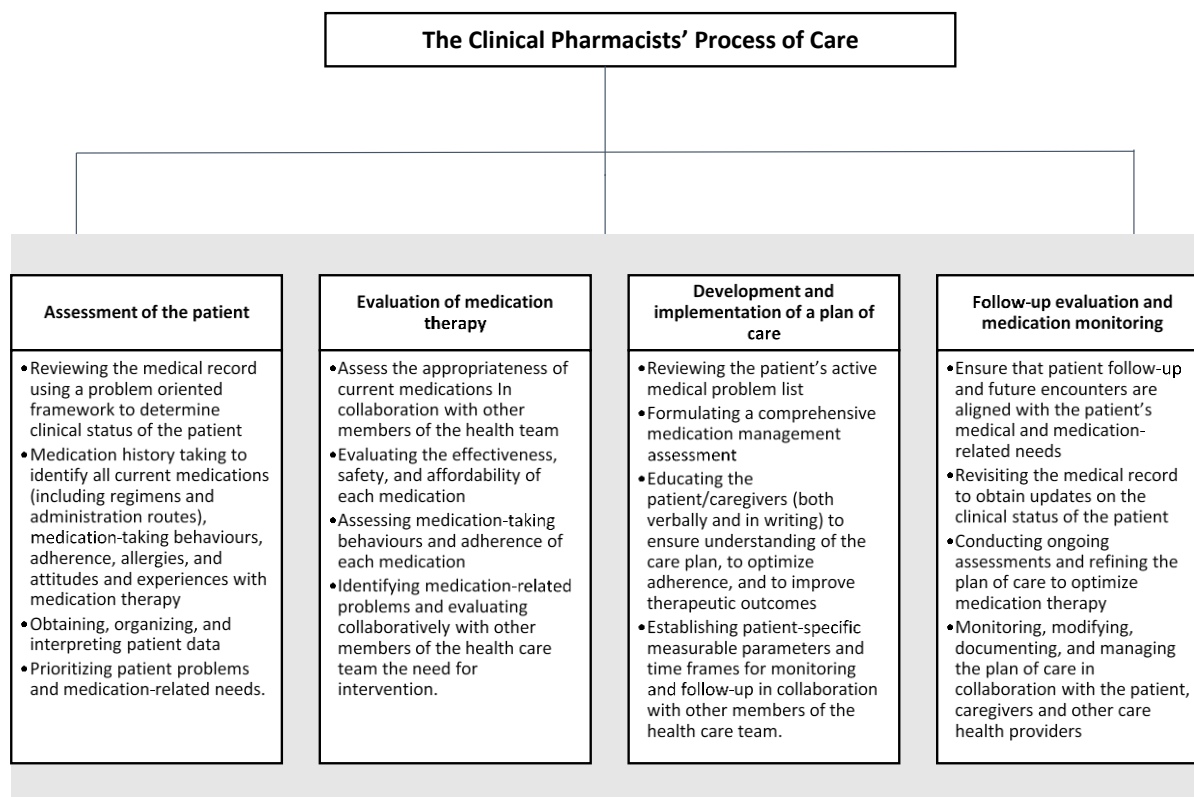 The Clinical Pharmacists’ Process of Care
Assessment of the patient
•Reviewing the medical record
using a problem oriented
framework to determine
clinical status of the patient
•Medication history taking to
identify all current medications
(including regimens and
administration routes),
medication-taking behaviours,
adherence, allergies, and
attitudes and experiences with
medication therapy
•Obtaining, organizing, and
interpreting patient data
•Prioritizing patient problems
and medication-related needs.
Evaluation of medication
therapy
•Assess the appropriateness of
current medications In
collaboration with other
members of the health team
•Evaluating the effectiveness,
safety, and affordability of
each medication
•Assessing medication-taking
behaviours and adherence of
each medication
•Identifying medication-related
problems and evaluating
collaboratively with other
members of the health care
team the need for
intervention.
Development and
implementation of a plan of
care
•Reviewing the patient’s active
medical problem list
•Formulating a comprehensive
medication management
assessment
•Educating the
patient/caregivers (both
verbally and in writing) to
ensure understanding of the
care plan, to optimize
adherence, and to improve
therapeutic outcomes
•Establishing patient-specific
measurable parameters and
time frames for monitoring
and follow-up in collaboration
with other members of the
health care team.
Follow-up evaluation and
medication monitoring
•Ensure that patient follow-up
and future encounters are
aligned with the patient’s
medical and medication-
related needs
•Revisiting the medical record
to obtain updates on the
clinical status of the patient
•Conducting ongoing
assessments and refining the
plan of care to optimize
medication therapy
•Monitoring, modifying,
documenting, and managing
the plan of care in
collaboration with the patient,
caregivers and other care
health providers